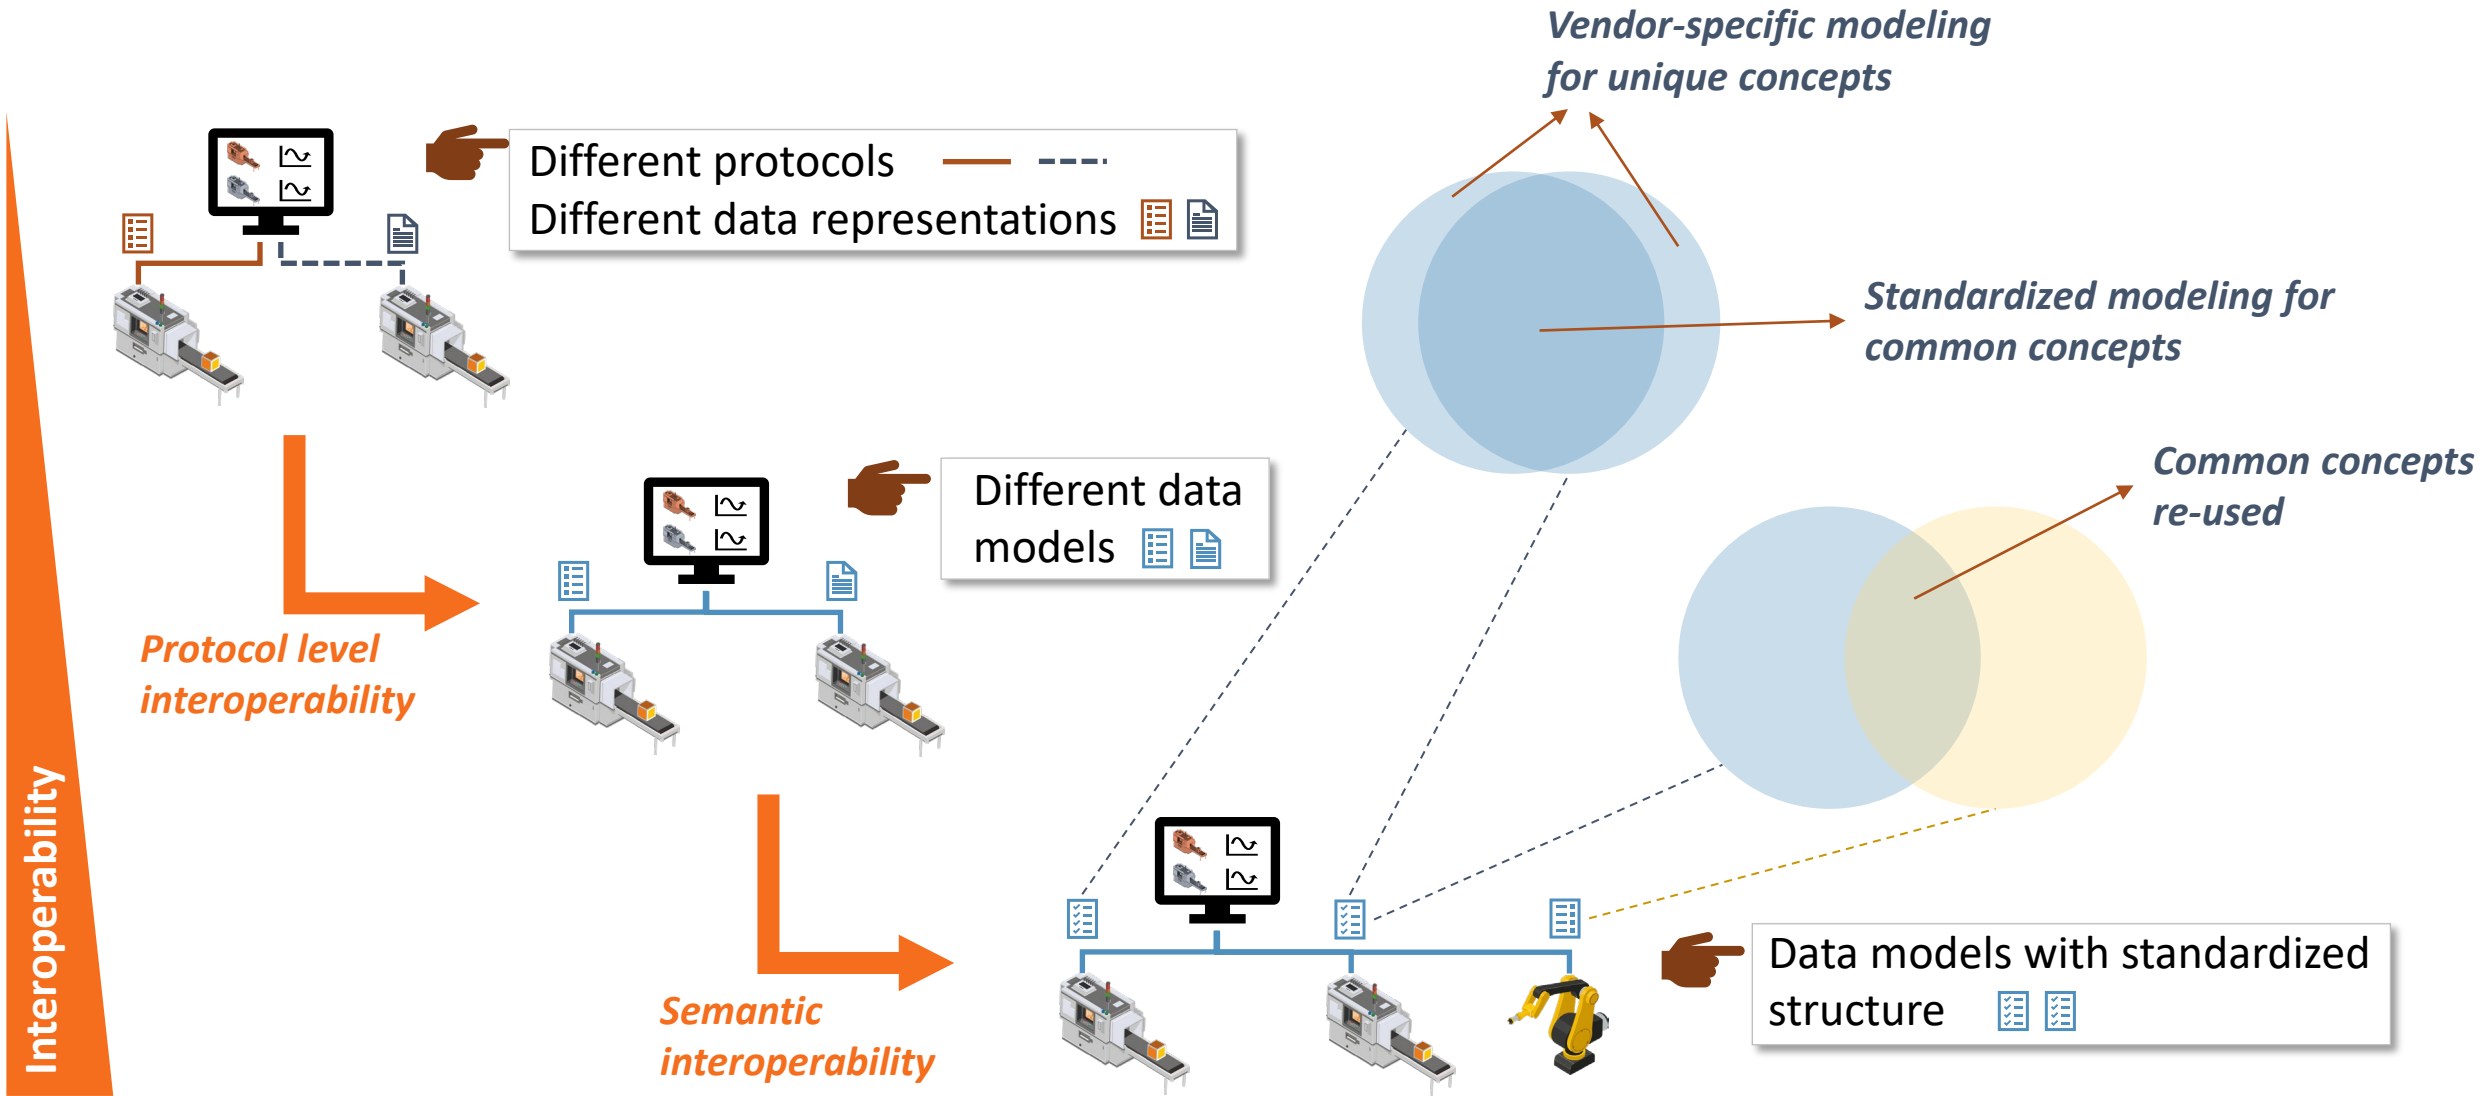 Vendor-specific modeling
for unique concepts
Different protocols
Different data representations
Standardized modeling for
common concepts
Common concepts
re-used
Different data
models
Protocol level
interoperability
Interoperability
Data models with standardized
structure
Semantic
interoperability